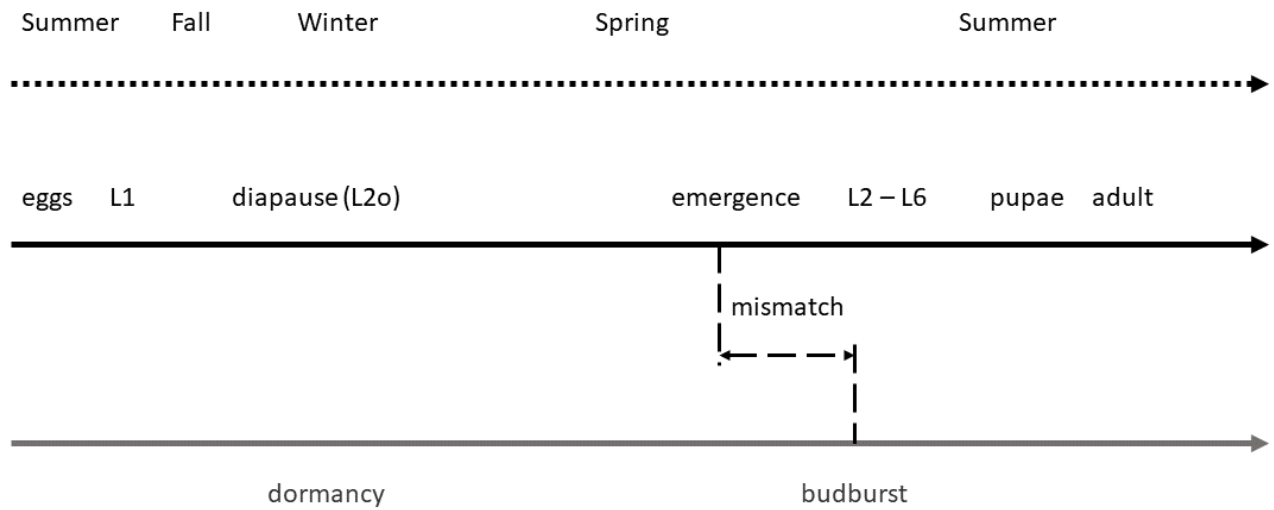 Summer Fall Winter Spring Summer
eggs L1 diapause (L2o) emergence L2 – L6 pupae adult
mismatch
dormancy budburst